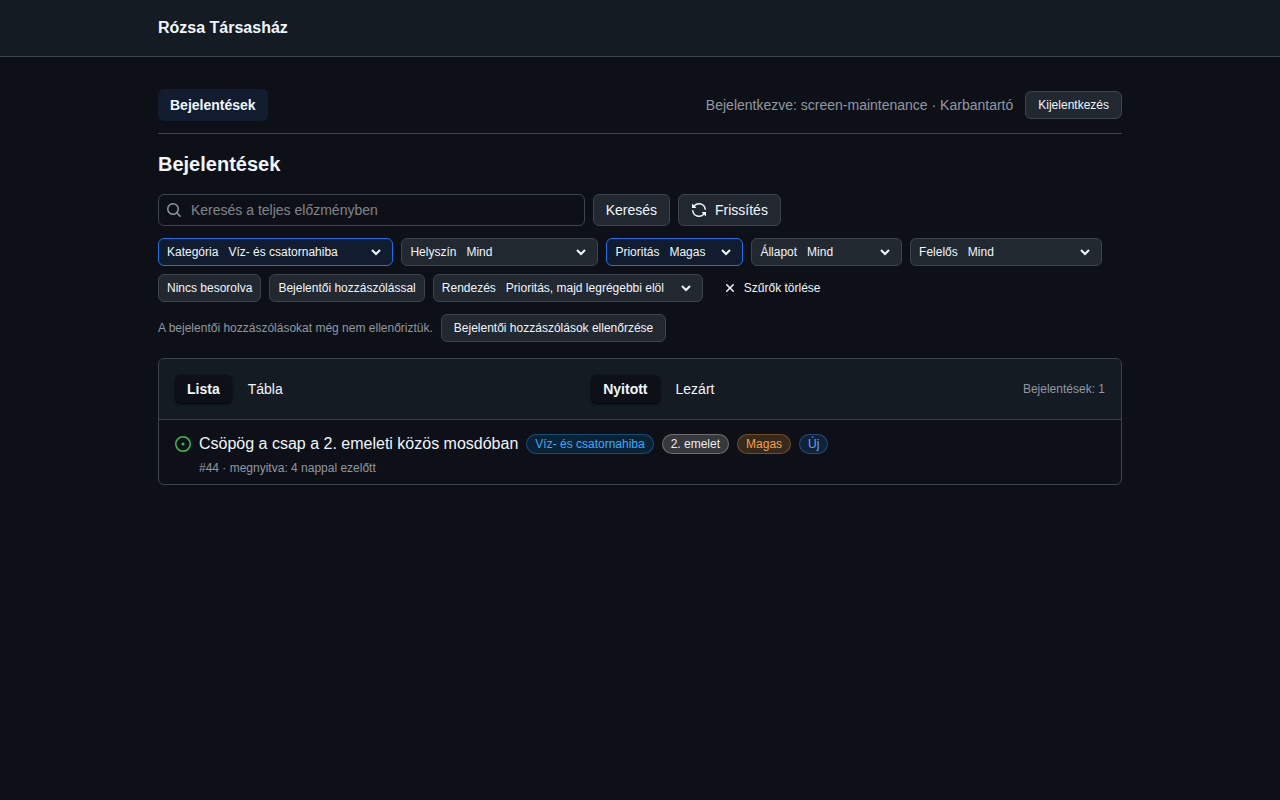 Rózsa Társasház
Bejelentések
Bejelentkezve: screen-maintenance · Karbantartó
Kijelentkezés
Bejelentések
Keresés a teljes előzményben
Keresés
Frissítés
Kategória Víz- és csatornahiba
Helyszín Mind
Prioritás Magas
Állapot Mind
Felelős Mind
Nincs besorolva
Bejelentői hozzászólással
Rendezés Prioritás, majd legrégebbi elöl
Szűrők törlése
A bejelentői hozzászólásokat még nem ellenőriztük.
Bejelentői hozzászólások ellenőrzése
Lista
Tábla
Nyitott
Lezárt
Bejelentések: 1
Csöpög a csap a 2. emeleti közös mosdóban
Víz- és csatornahiba
2. emelet
Magas
Új
#44 · megnyitva: 4 nappal ezelőtt